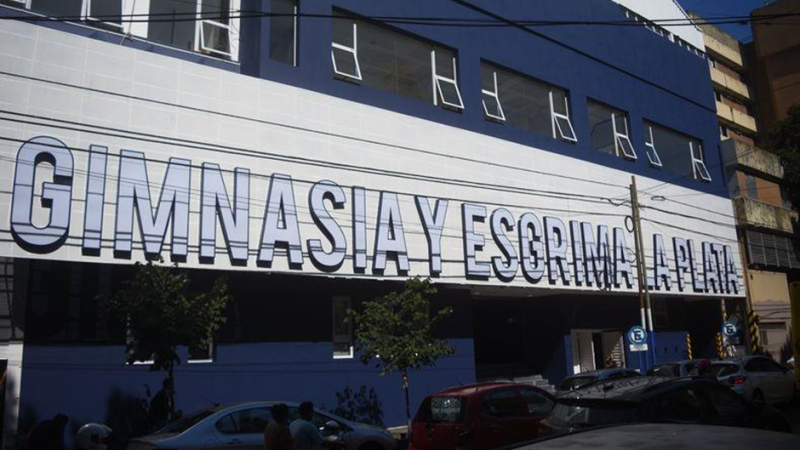 GIMNASIA Y ESGRIMA LA PLATA